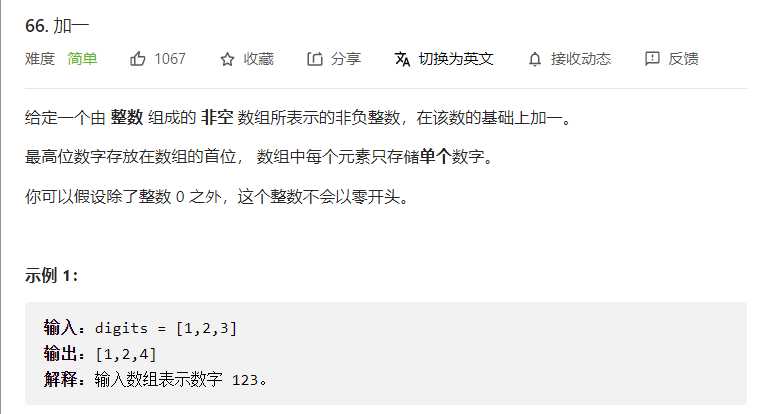 66. 加一
难度 简单 1067 收藏 分享 切换为英文 接收动态 反馈
给定一个由 整数 组成的 非空 数组所表示的非负整数，在该数的基础上加一。
最高位数字存放在数组的首位， 数组中每个元素只存储单个数字。
你可以假设除了整数 0 之外，这个整数不会以零开头。
示例 1：
输入：digits = [1,2,3]
输出：[1,2,4]
解释：输入数组表示数字 123。